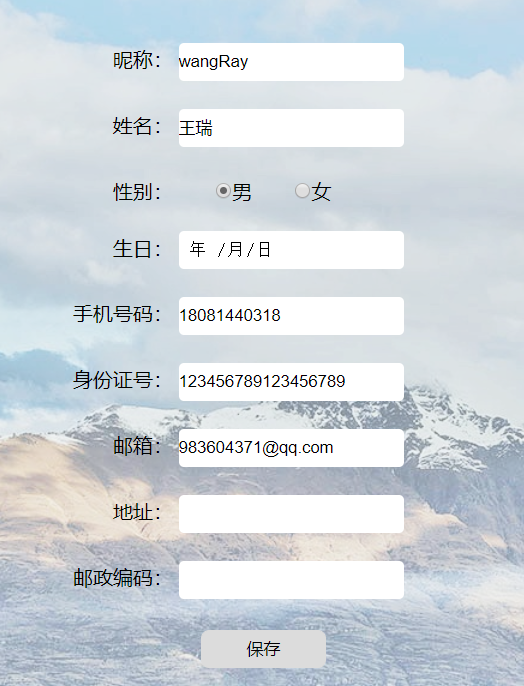 昵称： wangRay
姓名： 王瑞
性别： 男 女
生日： 年 /月/日
手机号码： 18081440318
身份证号： 123456789123456789
邮箱： 983604371@qq.com
地址：
邮政编码：
保存